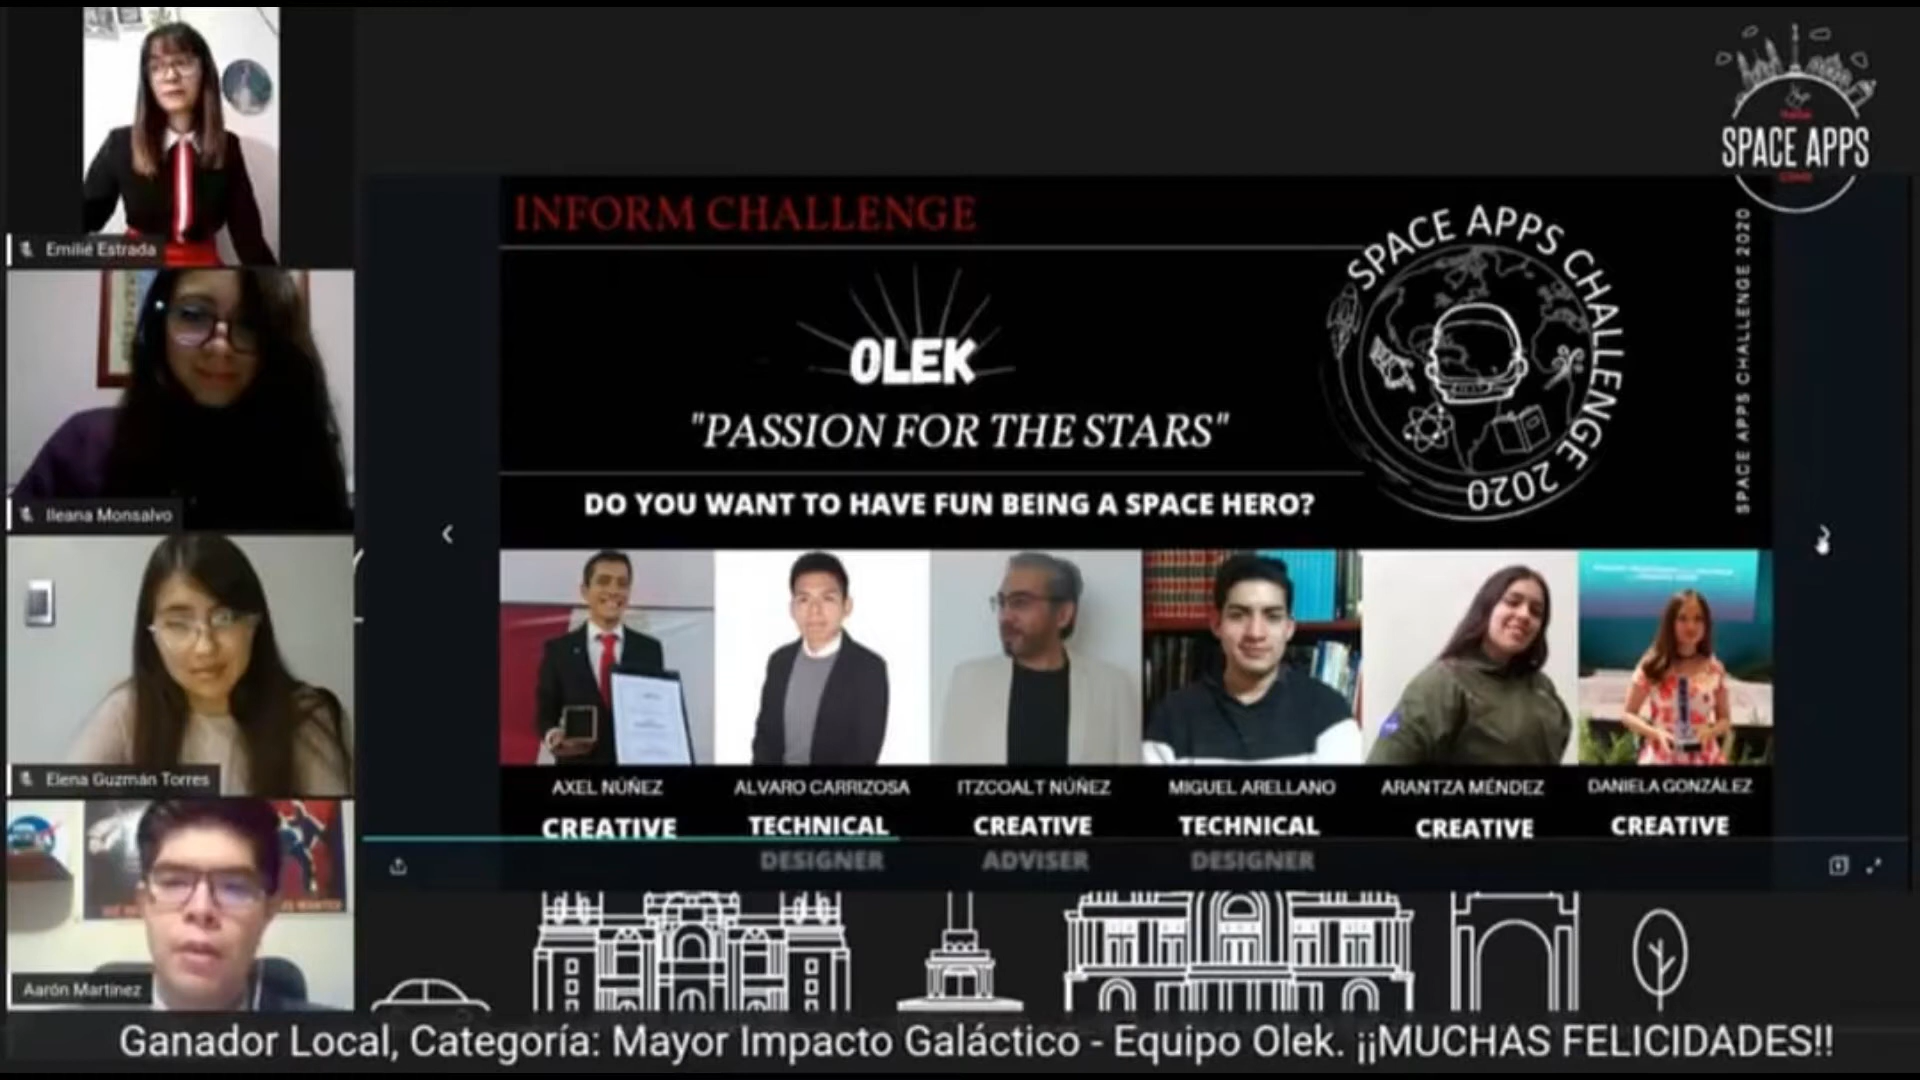 Emilie Estrada
Ileana Monsalvo
Elena Guzmán Torres
Aarón Martínez
SPACE APPS
INFORM CHALLENGE
OLEK
"PASSION FOR THE STARS"
DO YOU WANT TO HAVE FUN BEING A SPACE HERO?
SPACE APPS CHALLENGE 2020
SPACE APPS CHALLENGE 2020
AXEL NÚÑEZ
ALVARO CARRIZOSA
ITZCOALT NÚÑEZ
MIGUEL ARELLANO
ARANTZA MÉNDEZ
DANIELA GONZÁLEZ
CREATIVE
TECHNICAL
CREATIVE
TECHNICAL
CREATIVE
CREATIVE
DESIGNER
ADVISER
DESIGNER
Ganador Local, Categoría: Mayor Impacto Galáctico - Equipo Olek. ¡¡MUCHAS FELICIDADES!!